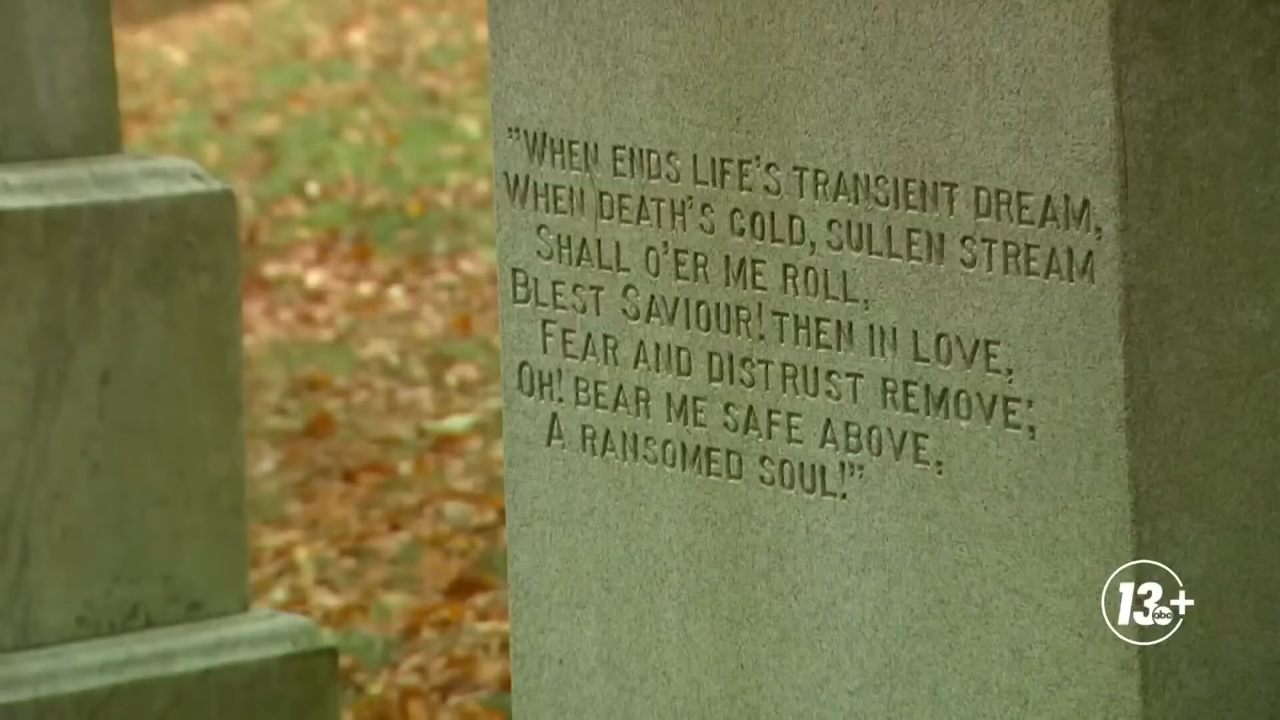 "WHEN ENDS LIFE'S TRANSIENT DREAM,
WHEN DEATH'S COLD, SULLEN STREAM
SHALL O'ER ME ROLL,
BLEST SAVIOUR! THEN IN LOVE,
FEAR AND DISTRUST REMOVE;
OH! BEAR ME SAFE ABOVE,
A RANSOMED SOUL!"
13+
abc